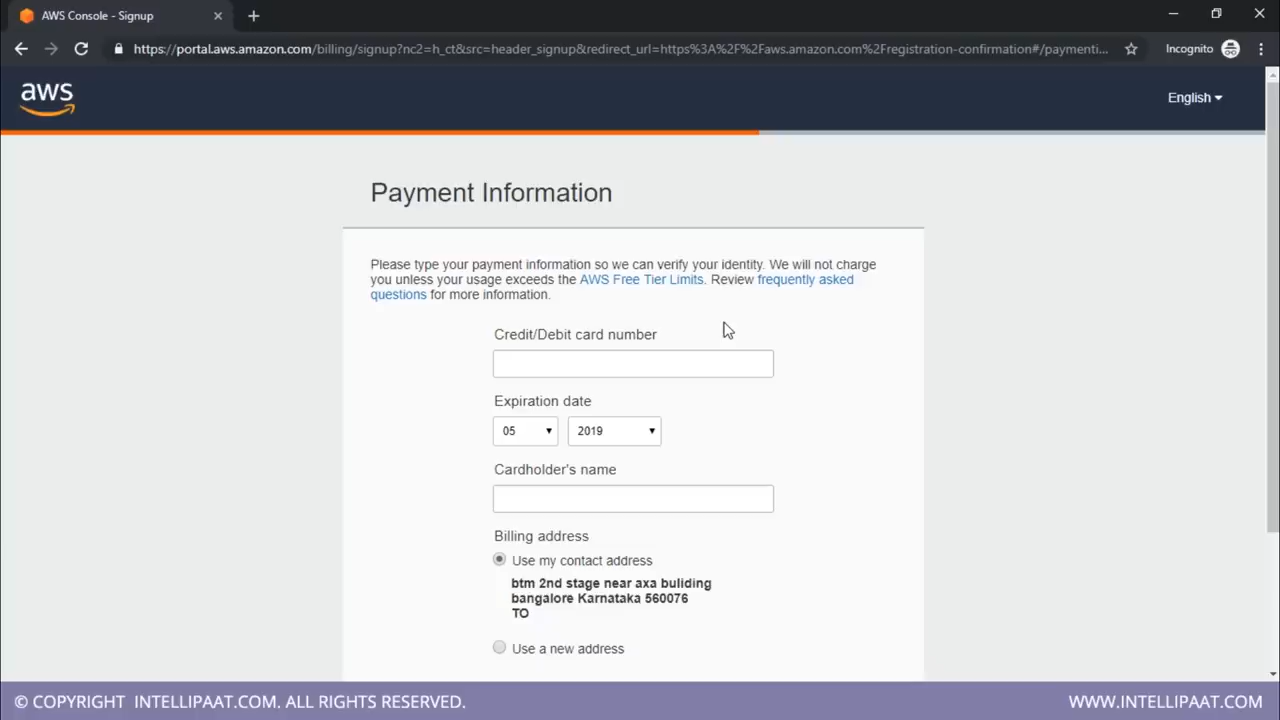 AWS Console - Signup
https://portal.aws.amazon.com/billing/signup?nc2=h_ct&src=header_signup&redirect_url=https%3A%2F%2Faws.amazon.com%2Fregistration-confirmation#/paymenti...
Incognito
aws
English
Payment Information
Please type your payment information so we can verify your identity. We will not charge
you unless your usage exceeds the AWS Free Tier Limits. Review frequently asked
questions for more information.
Credit/Debit card number
Expiration date
05 2019
Cardholder's name
Billing address
Use my contact address
btm 2nd stage near axa buliding
bangalore Karnataka 560076
TO
Use a new address
© COPYRIGHT INTELLIPAAT.COM. ALL RIGHTS RESERVED.
WWW.INTELLIPAAT.COM